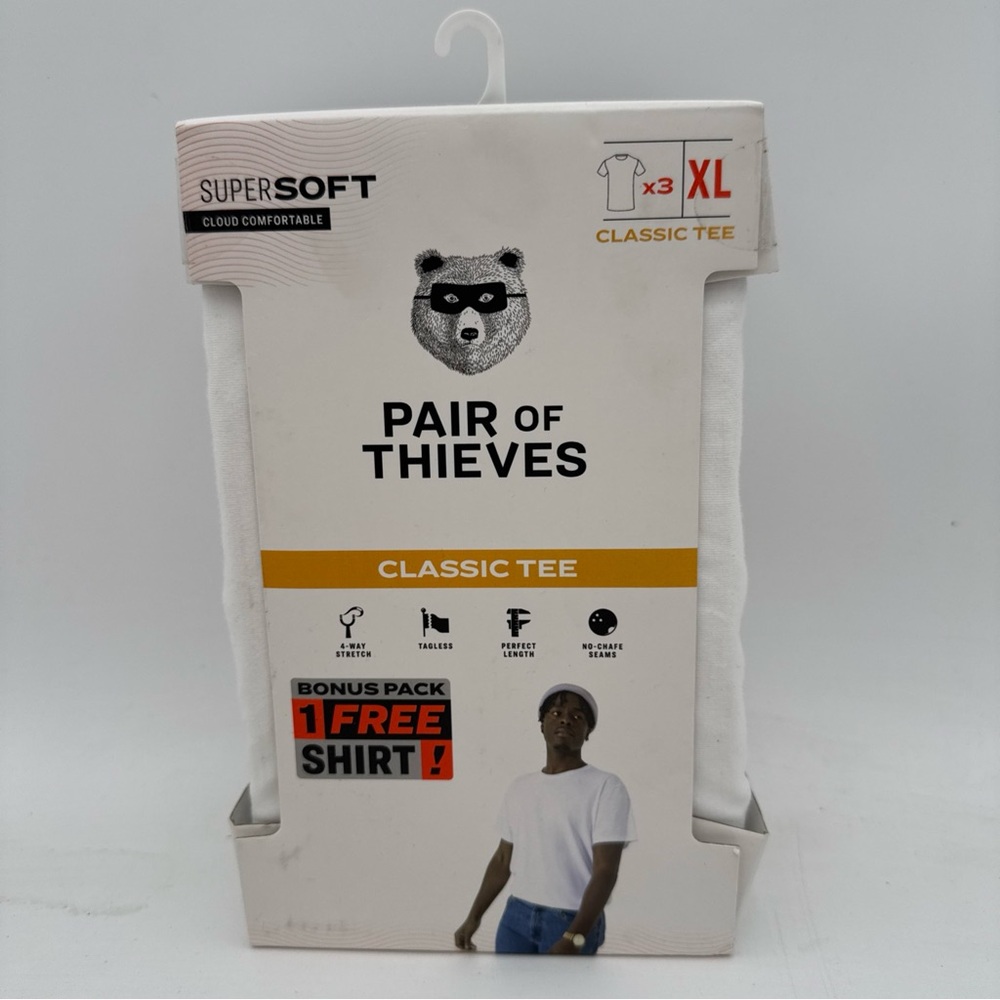 SUPERSOFT
CLOUD COMFORTABLE
x3 XL
CLASSIC TEE
PAIR OF
THIEVES
CLASSIC TEE
4-WAY
STRETCH
TAGLESS
PERFECT
LENGTH
NO-CHAFE
SEAMS
BONUS PACK
1 FREE
SHIRT!